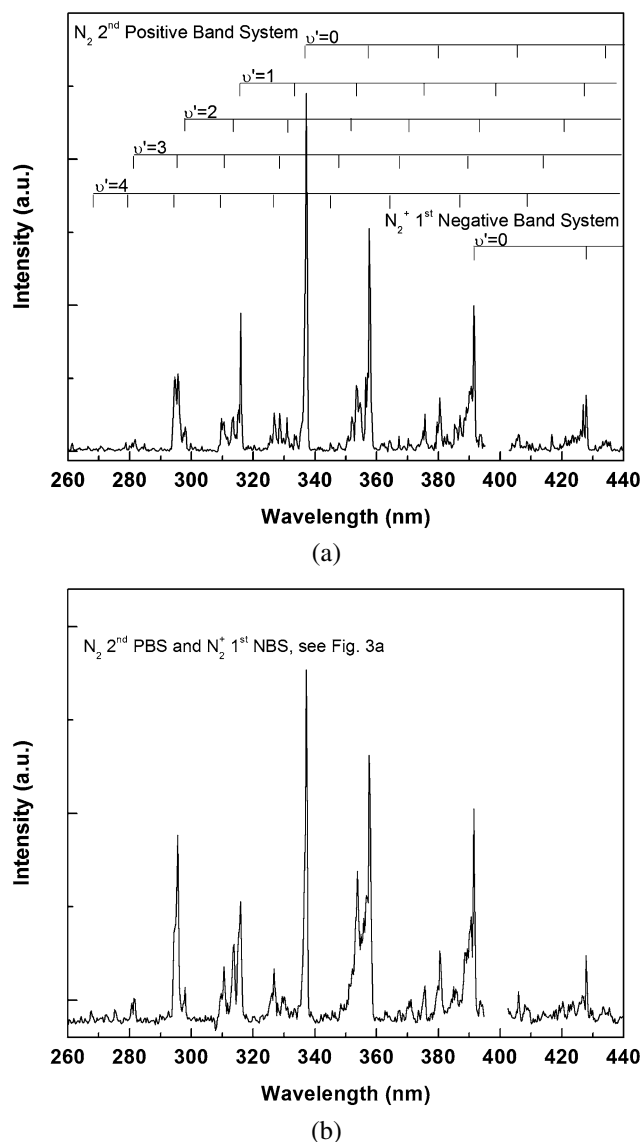 N₂ 2ⁿᵈ Positive Band System
υ'=0
υ'=1
υ'=2
υ'=3
υ'=4
N₂⁺ 1ˢᵗ Negative Band System
υ'=0
Intensity (a.u.)
260 280 300 320 340 360 380 400 420 440
Wavelength (nm)
(a)
N₂ 2ⁿᵈ PBS and N₂⁺ 1ˢᵗ NBS, see Fig. 3a
Intensity (a.u.)
260 280 300 320 340 360 380 400 420 440
Wavelength (nm)
(b)